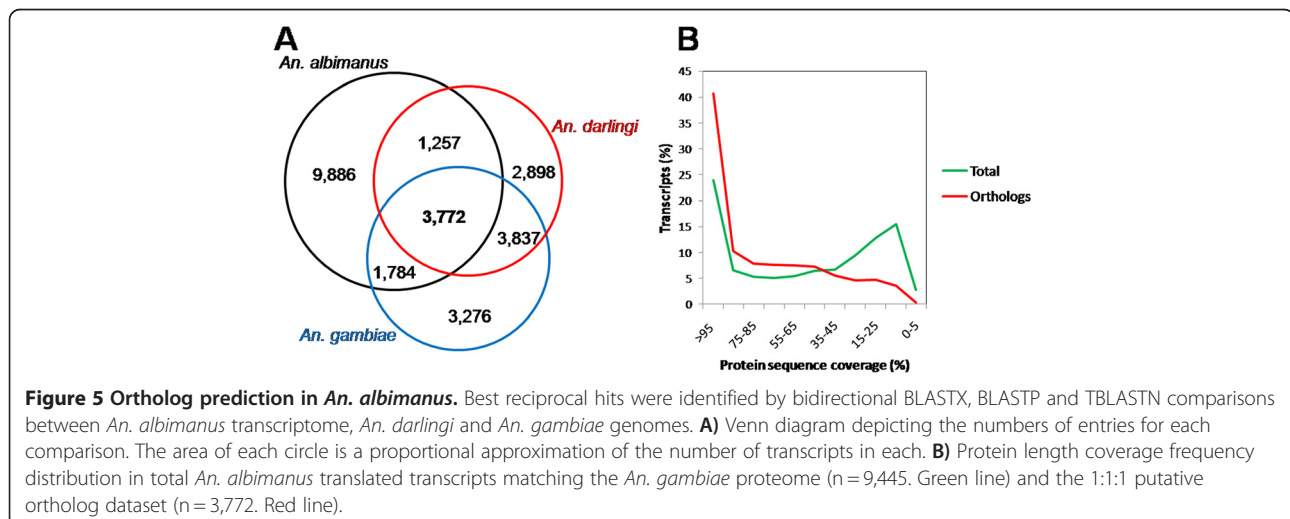 A
An. albimanus
An. darlingi
1,257
9,886
2,898
3,772
3,837
1,784
3,276
An. gambiae
B
45
40
35
30
25
20
15
10
5
0
Transcripts (%)
>95
75-85
55-65
35-45
15-25
0-5
Protein sequence coverage (%)
Total
Orthologs
Figure 5 Ortholog prediction in An. albimanus. Best reciprocal hits were identified by bidirectional BLASTX, BLASTP and TBLASTN comparisons
between An. albimanus transcriptome, An. darlingi and An. gambiae genomes. A) Venn diagram depicting the numbers of entries for each
comparison. The area of each circle is a proportional approximation of the number of transcripts in each. B) Protein length coverage frequency
distribution in total An. albimanus translated transcripts matching the An. gambiae proteome (n = 9,445. Green line) and the 1:1:1 putative
ortholog dataset (n = 3,772. Red line).